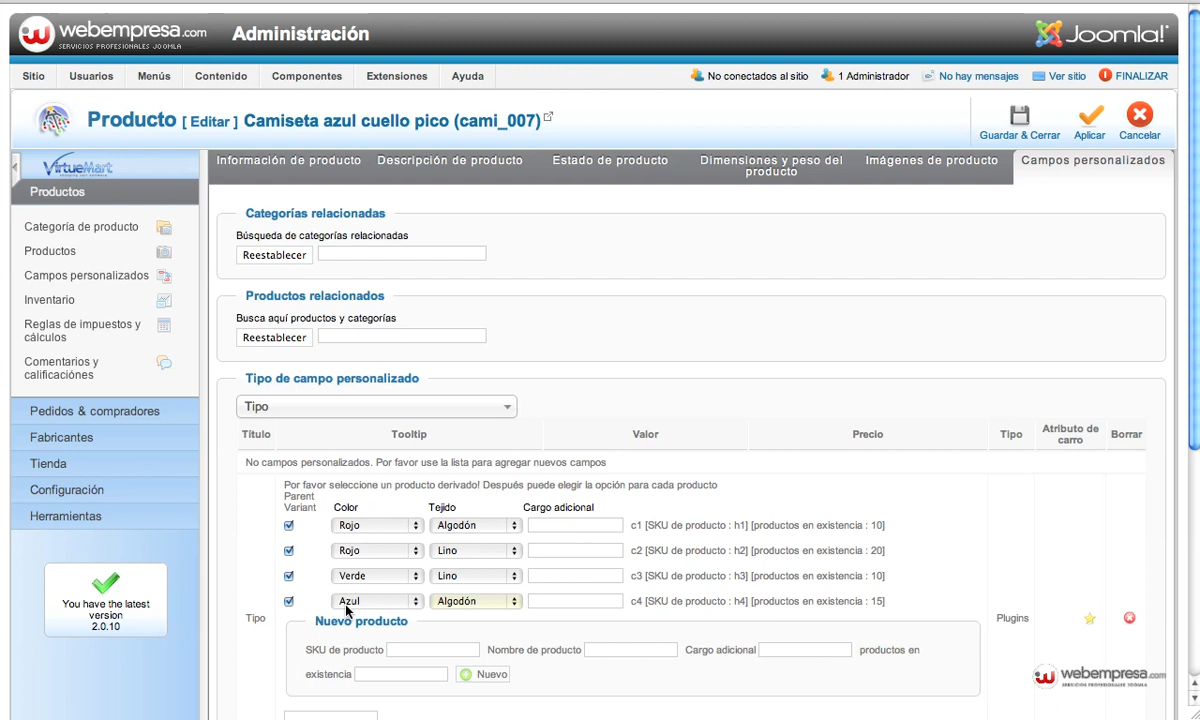 webempresa.com
SERVICIOS PROFESIONALES JOOMLA
Administración
Joomla!
Sitio Usuarios Menús Contenido Componentes Extensiones Ayuda No conectados al sitio 1 Administrador No hay mensajes Ver sitio FINALIZAR
Producto [ Editar ] Camiseta azul cuello pico (cami_007)
Guardar & Cerrar Aplicar Cancelar
VirtueMart
Productos
Categoría de producto
Productos
Campos personalizados
Inventario
Reglas de impuestos y
cálculos
Comentarios y
calificaciónes
Pedidos & compradores
Fabricantes
Tienda
Configuración
Herramientas
You have the latest
version
2.0.10
Información de producto Descripción de producto Estado de producto Dimensiones y peso del
producto Imágenes de producto Campos personalizados
Categorías relacionadas
Búsqueda de categorías relacionadas
Reestablecer
Productos relacionados
Busca aquí productos y categorías
Reestablecer
Tipo de campo personalizado
Tipo
Título Tooltip Valor Precio Tipo Atributo de
carro Borrar
No campos personalizados. Por favor use la lista para agregar nuevos campos
Por favor seleccione un producto derivado! Después puede elegir la opción para cada producto
Parent
Variant Color Tejido Cargo adicional
Rojo Algodón c1 [SKU de producto : h1] [productos en existencia : 10]
Rojo Lino c2 [SKU de producto : h2] [productos en existencia : 20]
Verde Lino c3 [SKU de producto : h3] [productos en existencia : 10]
Azul Algodón c4 [SKU de producto : h4] [productos en existencia : 15]
Tipo Plugins
Nuevo producto
SKU de producto Nombre de producto Cargo adicional productos en
existencia Nuevo
webempresa.com
SERVICIOS PROFESIONALES JOOMLA